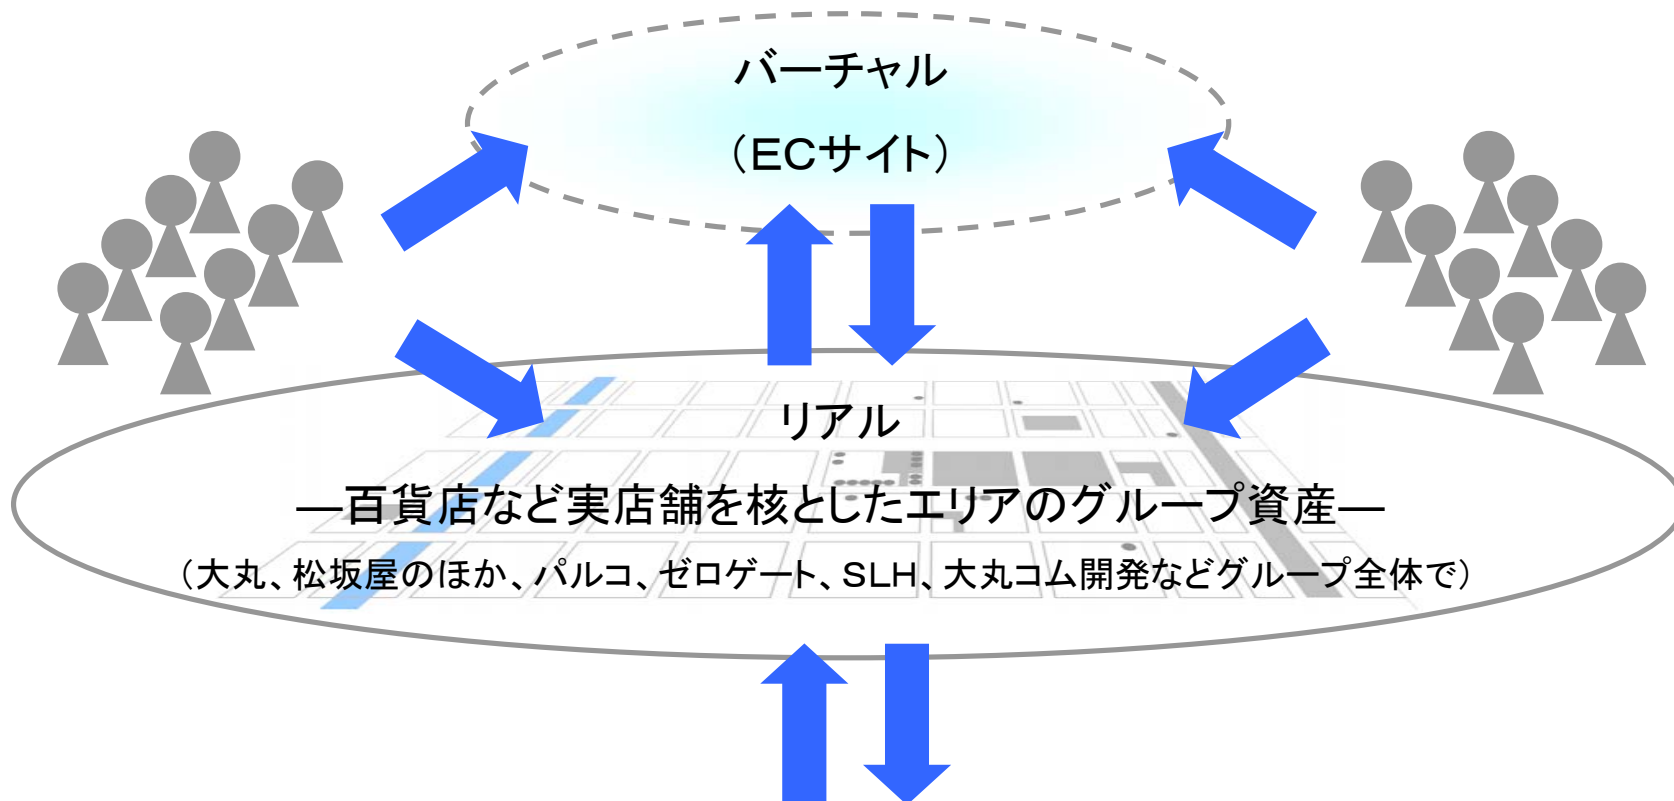 バーチャル
（ECサイト）
リアル
―百貨店など実店舗を核としたエリアのグループ資産―
（大丸、松坂屋のほか、パルコ、ゼロゲート、SLH、大丸コム開発などグループ全体で）